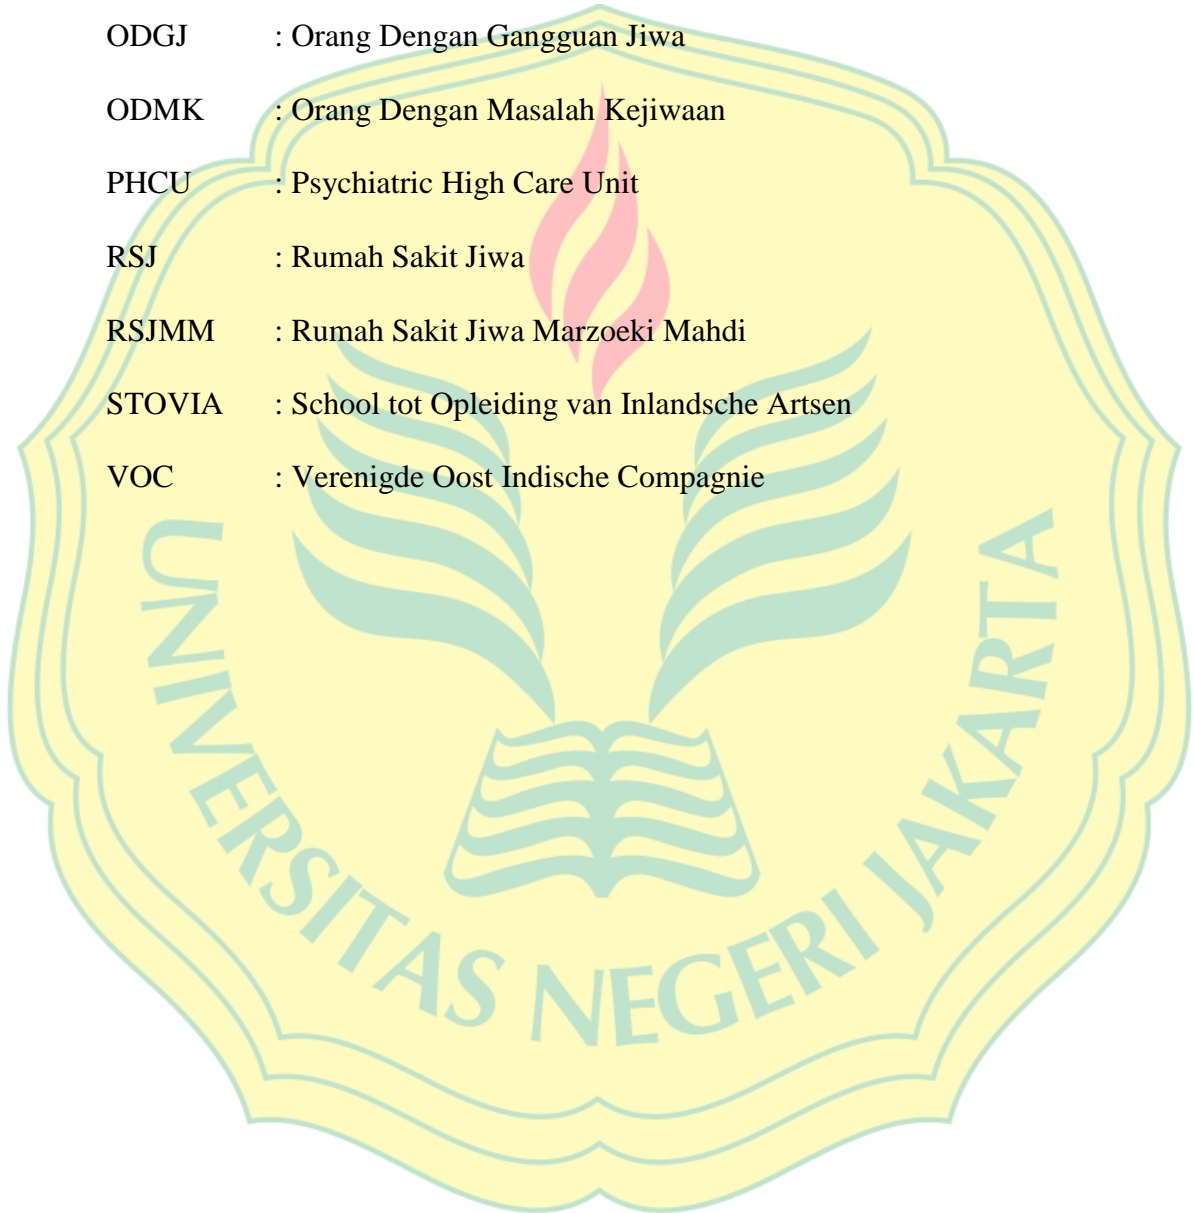 ODGJ : Orang Dengan Gangguan Jiwa
ODMK : Orang Dengan Masalah Kejiwaan
PHCU : Psychiatric High Care Unit
RSJ : Rumah Sakit Jiwa
RSJMM : Rumah Sakit Jiwa Marzoeki Mahdi
STOVIA : School tot Opleiding van Inlandsche Artsen
VOC : Verenigde Oost Indische Compagnie
UNIVERSITAS NEGERI JAKARTA